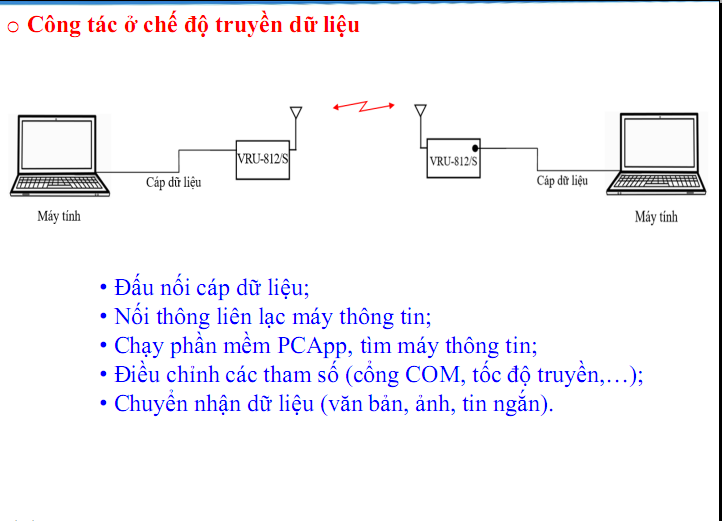 o Công tác ở chế độ truyền dữ liệu
VRU-812/S
VRU-812/S
Cáp dữ liệu
Cáp dữ liệu
Máy tính
Máy tính
• Đấu nối cáp dữ liệu;
• Nối thông liên lạc máy thông tin;
• Chạy phần mềm PCApp, tìm máy thông tin;
• Điều chỉnh các tham số (cổng COM, tốc độ truyền,…);
• Chuyển nhận dữ liệu (văn bản, ảnh, tin ngắn).